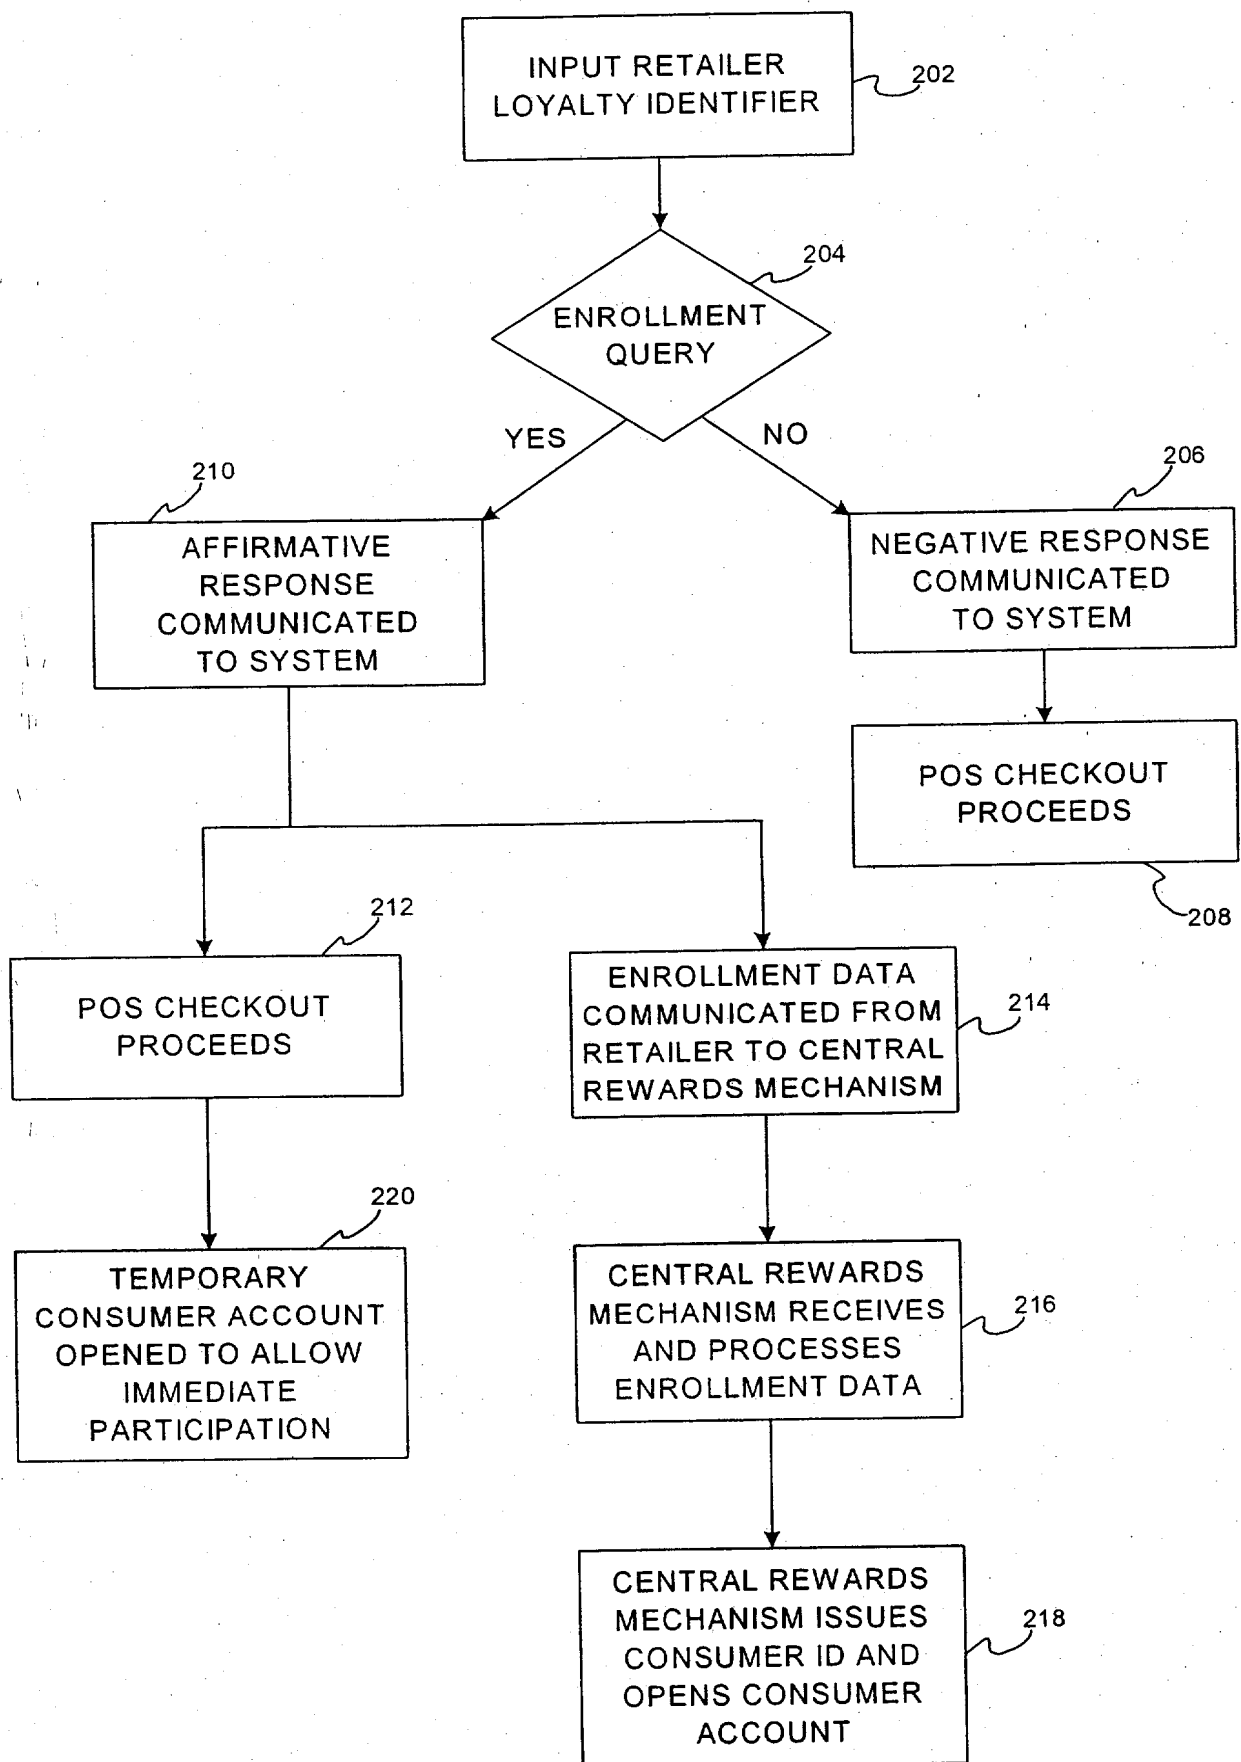 INPUT RETAILER
LOYALTY IDENTIFIER
202
204
ENROLLMENT
QUERY
YES
NO
210
206
AFFIRMATIVE
RESPONSE
COMMUNICATED
TO SYSTEM
NEGATIVE RESPONSE
COMMUNICATED
TO SYSTEM
POS CHECKOUT
PROCEEDS
208
212
POS CHECKOUT
PROCEEDS
ENROLLMENT DATA
COMMUNICATED FROM
RETAILER TO CENTRAL
REWARDS MECHANISM
214
220
TEMPORARY
CONSUMER ACCOUNT
OPENED TO ALLOW
IMMEDIATE
PARTICIPATION
CENTRAL REWARDS
MECHANISM RECEIVES
AND PROCESSES
ENROLLMENT DATA
216
CENTRAL REWARDS
MECHANISM ISSUES
CONSUMER ID AND
OPENS CONSUMER
ACCOUNT
218